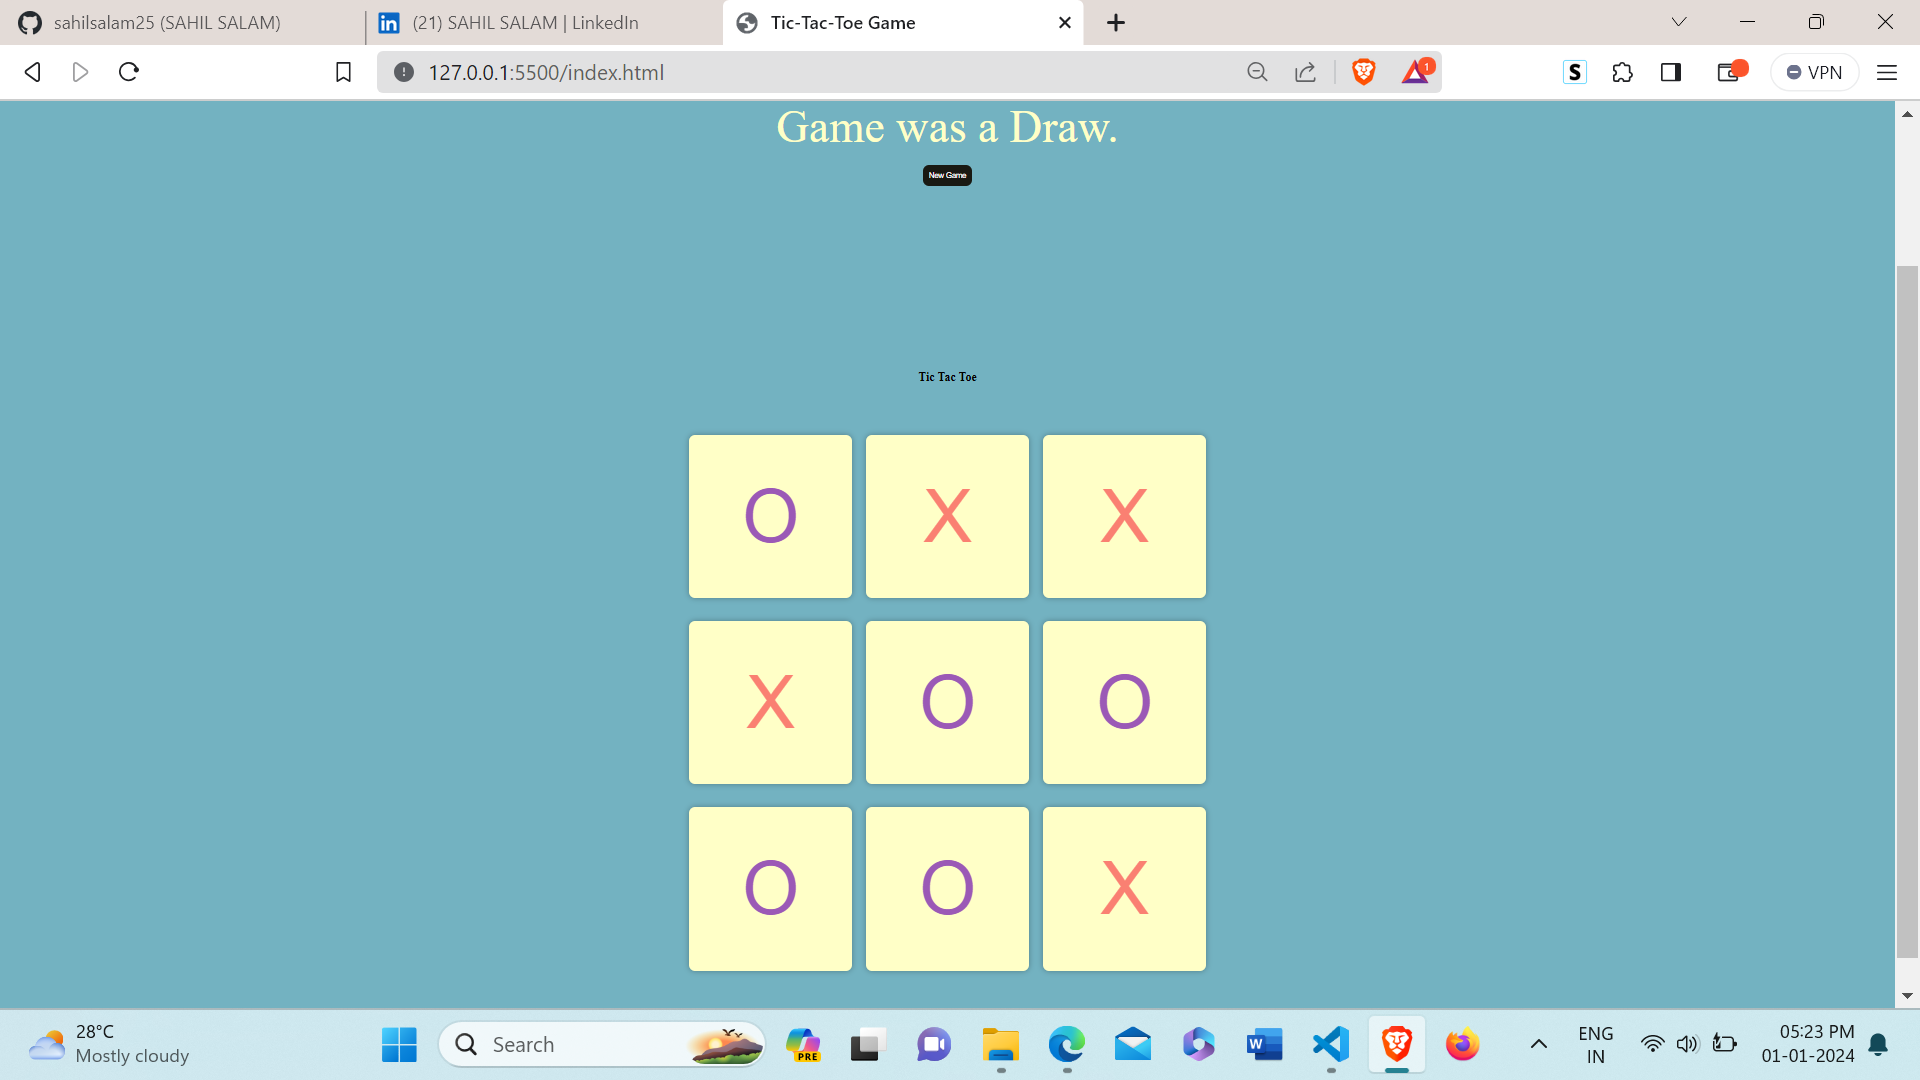 sahilsalam25 (SAHIL SALAM)
(21) SAHIL SALAM | LinkedIn
Tic-Tac-Toe Game
127.0.0.1:5500/index.html
1
S
VPN
Game was a Draw.
New Game
Tic Tac Toe
O X X
X O O
O O X
28°C
Mostly cloudy
Search
PRE
W
ENG
IN
05:23 PM
01-01-2024